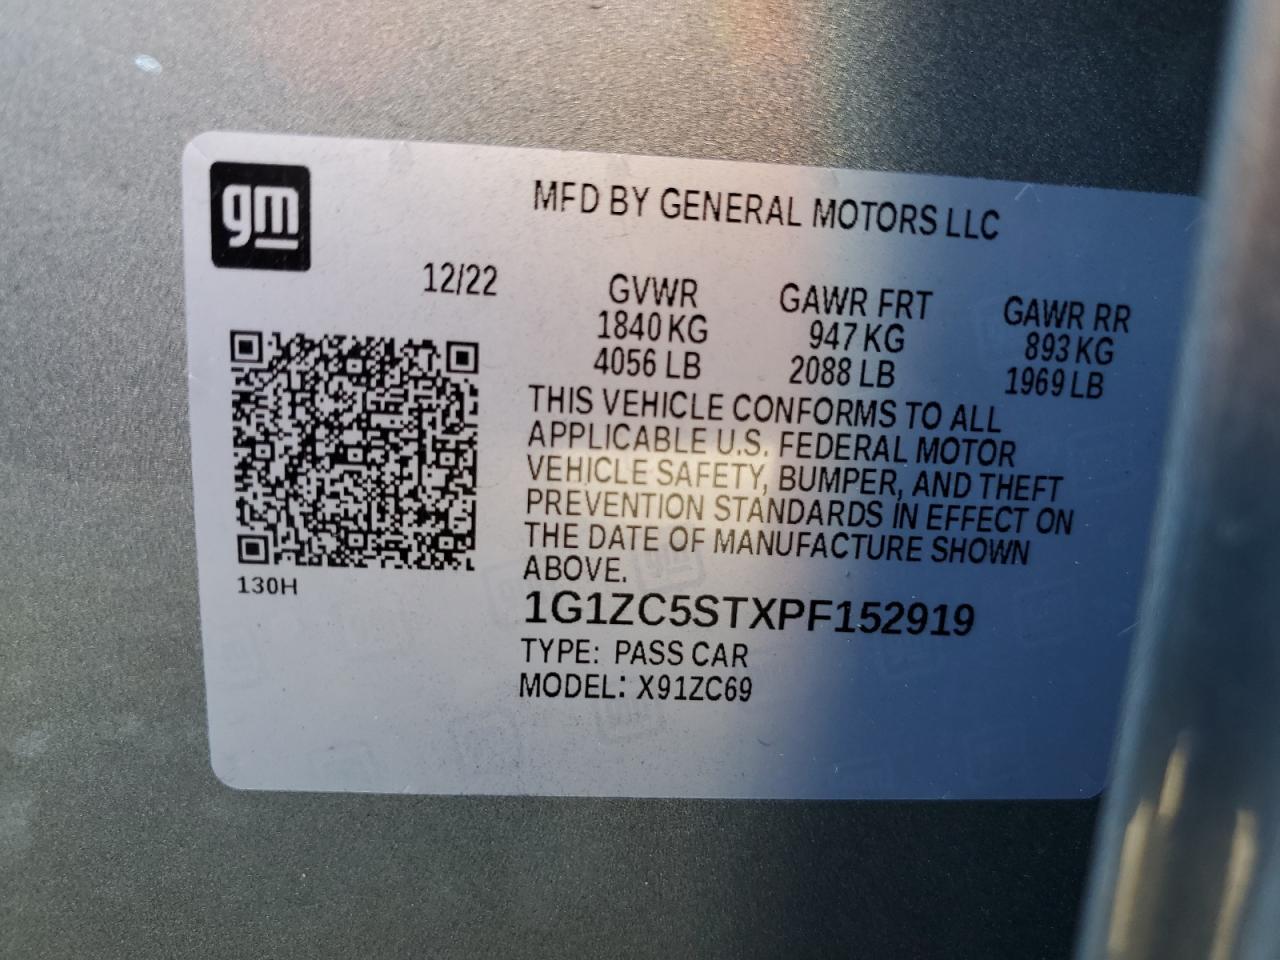 gm
MFD BY GENERAL MOTORS LLC
12/22
GVWR GAWR FRT GAWR RR
1840 KG 947 KG 893 KG
4056 LB 2088 LB 1969 LB
THIS VEHICLE CONFORMS TO ALL
APPLICABLE U.S. FEDERAL MOTOR
VEHICLE SAFETY, BUMPER, AND THEFT
PREVENTION STANDARDS IN EFFECT ON
THE DATE OF MANUFACTURE SHOWN
ABOVE.
130H
1G1ZC5STXPF152919
TYPE: PASS CAR
MODEL: X91ZC69